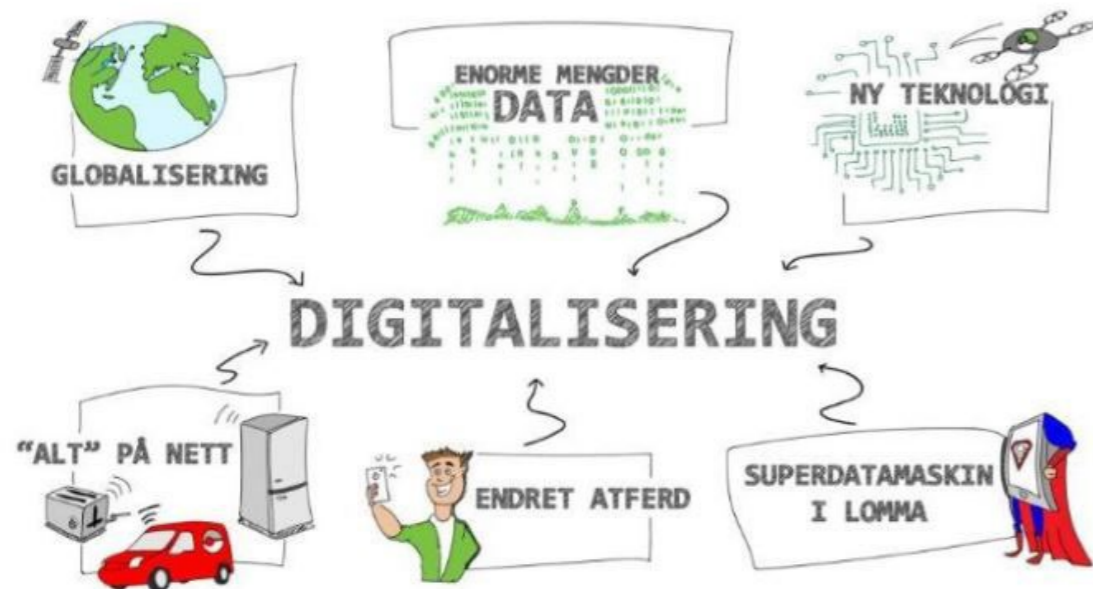 GLOBALISERING
ENORME MENGDER
DATA
NY TEKNOLOGI
DIGITALISERING
“ALT” PÅ NETT
ENDRET ATFERD
SUPERDATAMASKIN
I LOMMA